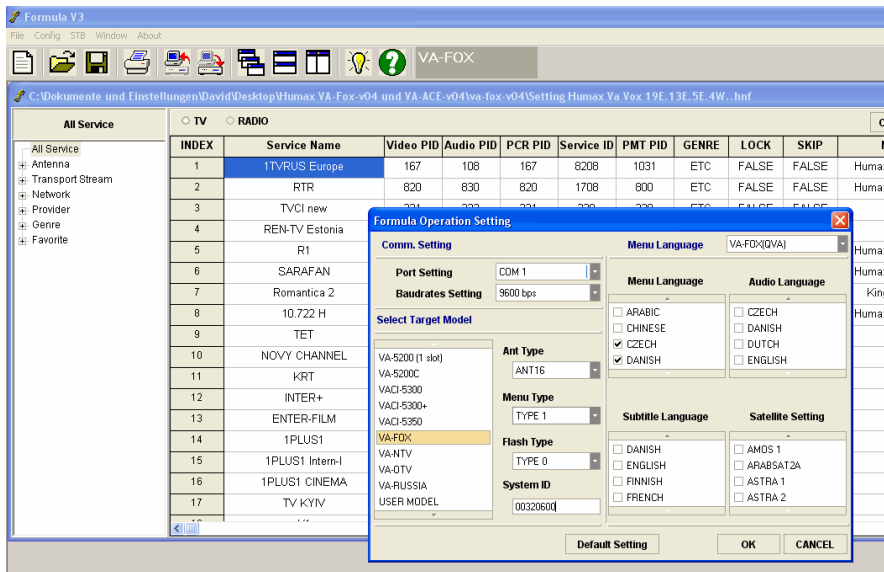 Formula V3
File Config STB Window About
VA-FOX
C:\Dokumente und Einstellungen\David\Desktop\Humax VA-Fox-v04 und VA-ACE-v04\va-fox-v04\Setting Humax Va Vox 19E.13E.5E.4W..hnf
All Service
TV RADIO
All Service
Antenna
Transport Stream
Network
Provider
Genre
Favorite
INDEX Service Name Video PID Audio PID PCR PID Service ID PMT PID GENRE LOCK SKIP
1 1TVRUS Europe 167 108 167 8208 1031 ETC FALSE FALSE Humax
2 RTR 820 830 820 1708 800 ETC FALSE FALSE Humax
3 TVCI new
4 REN-TV Estonia
5 R1 Humax
6 SARAFAN Humax
7 Romantica 2 King
8 10.722 H Humax
9 TET
10 NOVY CHANNEL
11 KRT
12 INTER+
13 ENTER-FILM
14 1PLUS1
15 1PLUS1 Intern-l
16 1PLUS1 CINEMA
17 TV KYIV
Formula Operation Setting
Comm. Setting
Port Setting COM 1
Baudrates Setting 9600 bps
Select Target Model
VA-5200 (1 slot)
VA-5200C
VACI-5300
VACI-5300+
VACI-5350
VA-FOX
VA-NTV
VA-OTV
VA-RUSSIA
USER MODEL
Ant Type
ANT16
Menu Type
TYPE 1
Flash Type
TYPE 0
System ID
00320600
Menu Language VA-FOX(QVA)
Menu Language
ARABIC
CHINESE
CZECH
DANISH
Audio Language
CZECH
DANISH
DUTCH
ENGLISH
Subtitle Language
DANISH
ENGLISH
FINNISH
FRENCH
Satellite Setting
AMOS 1
ARABSAT2A
ASTRA 1
ASTRA 2
Default Setting OK CANCEL